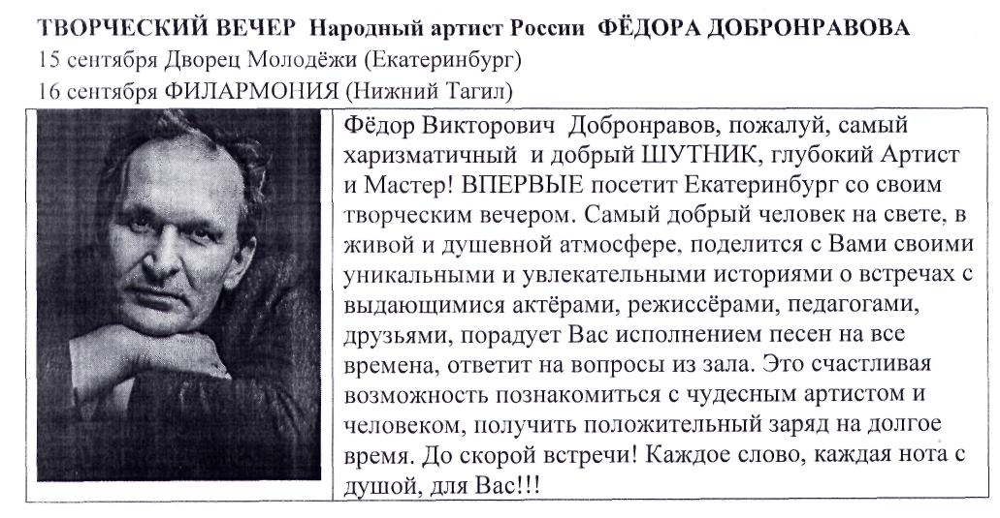 ТВОРЧЕСКИЙ ВЕЧЕР Народный артист России ФЁДОРА ДОБРОНРАВОВА
15 сентября Дворец Молодёжи (Екатеринбург)
16 сентября ФИЛАРМОНИЯ (Нижний Тагил)
Фёдор Викторович Добронравов, пожалуй, самый
харизматичный и добрый ШУТНИК, глубокий Артист
и Мастер! ВПЕРВЫЕ посетит Екатеринбург со своим
творческим вечером. Самый добрый человек на свете, в
живой и душевной атмосфере, поделится с Вами своими
уникальными и увлекательными историями о встречах с
выдающимися актёрами, режиссёрами, педагогами,
друзьями, порадует Вас исполнением песен на все
времена, ответит на вопросы из зала. Это счастливая
возможность познакомиться с чудесным артистом и
человеком, получить положительный заряд на долгое
время. До скорой встречи! Каждое слово, каждая нота с
душой, для Вас!!!